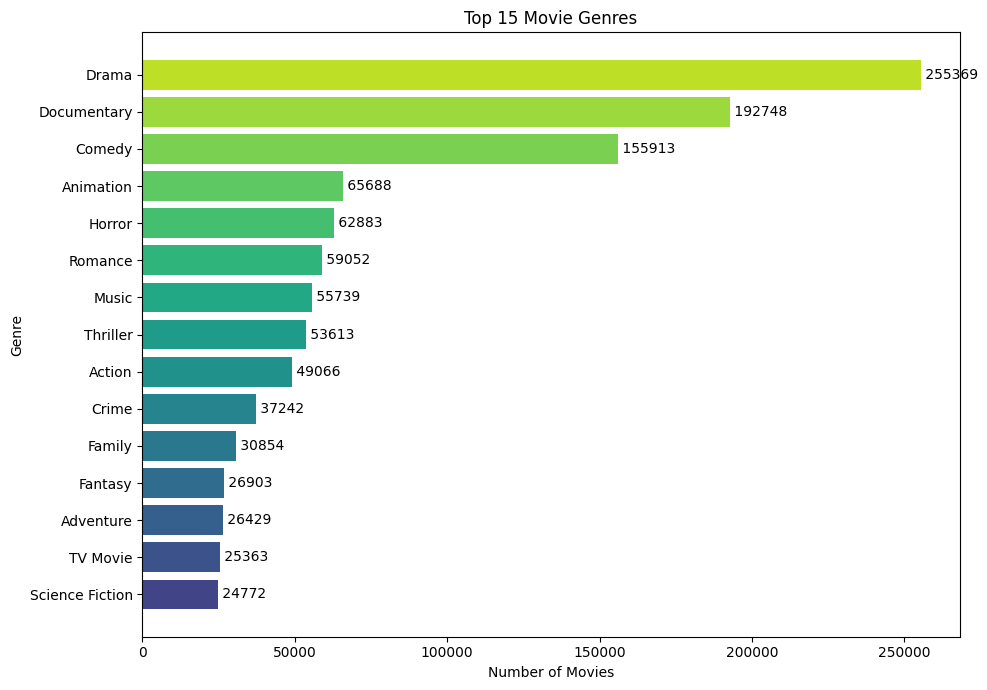 Top 15 Movie Genres
Genre
Drama 255369
Documentary 192748
Comedy 155913
Animation 65688
Horror 62883
Romance 59052
Music 55739
Thriller 53613
Action 49066
Crime 37242
Family 30854
Fantasy 26903
Adventure 26429
TV Movie 25363
Science Fiction 24772
0 50000 100000 150000 200000 250000
Number of Movies